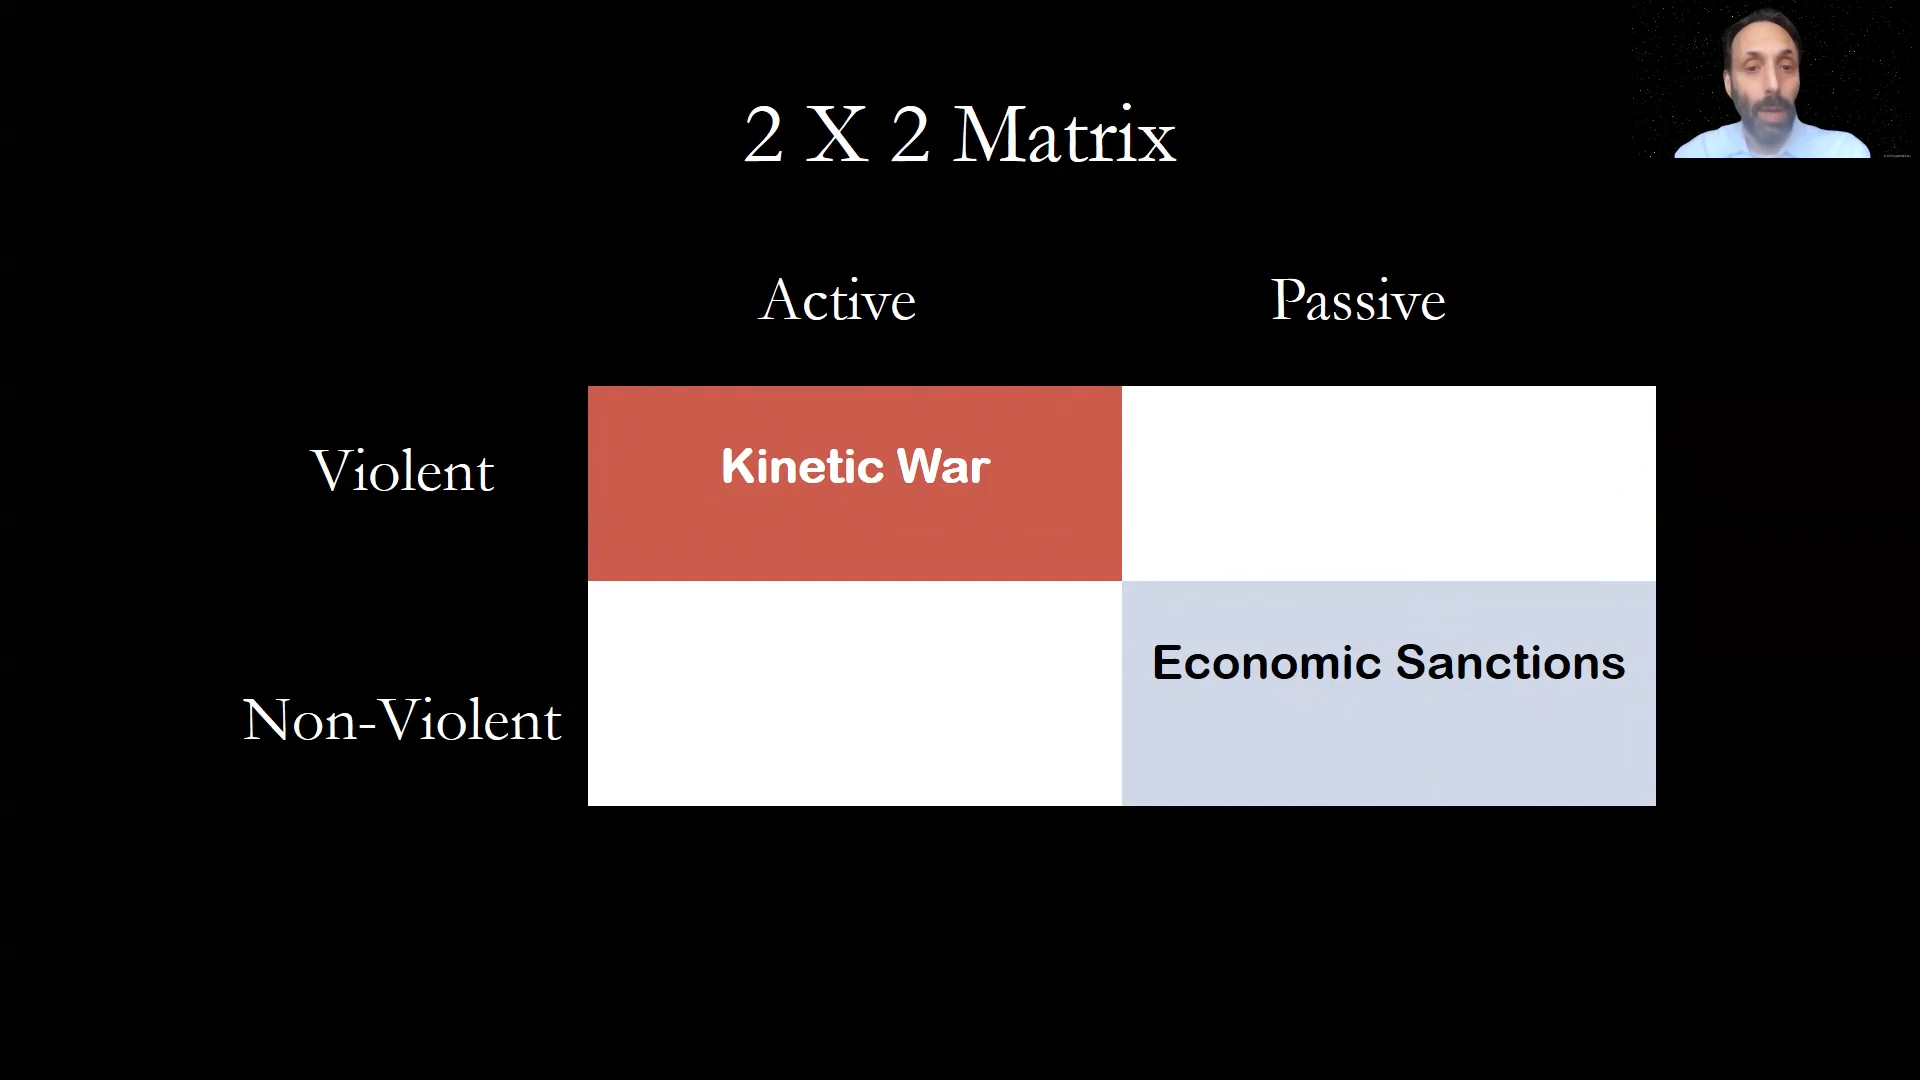 2 X 2 Matrix
Active
Passive
Violent
Kinetic War
Economic Sanctions
Non-Violent